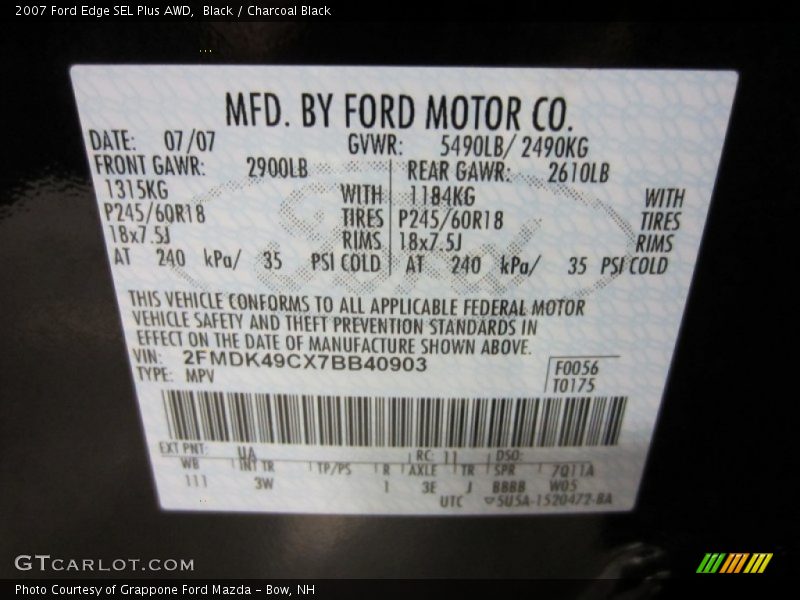 2007 Ford Edge SEL Plus AWD,  Black / Charcoal Black
MFD. BY FORD MOTOR CO.
DATE: 07/07 GVWR: 5490LB/ 2490KG
FRONT GAWR: 2900LB REAR GAWR: 2610LB
1315KG WITH 1184KG WITH
P245/60R18 TIRES P245/60R18 TIRES
18x7.5J RIMS 18x7.5J RIMS
AT 240 kPa/ 35 PSI COLD AT 240 kPa/ 35 PSI COLD
THIS VEHICLE CONFORMS TO ALL APPLICABLE FEDERAL MOTOR
VEHICLE SAFETY AND THEFT PREVENTION STANDARDS IN
EFFECT ON THE DATE OF MANUFACTURE SHOWN ABOVE.
VIN: 2FMDK49CX7BB40903 F0056
TYPE: MPV T0175
EXT PNT: UA RC: 11 DSO:
WB INT TR TP/PS R AXLE TR SPR 7Q11A
111 3W 1 3E J BBBB W05
UTC 5U5A-1520472-BA
GTCARLOT.COM
Photo Courtesy of Grappone Ford Mazda - Bow, NH